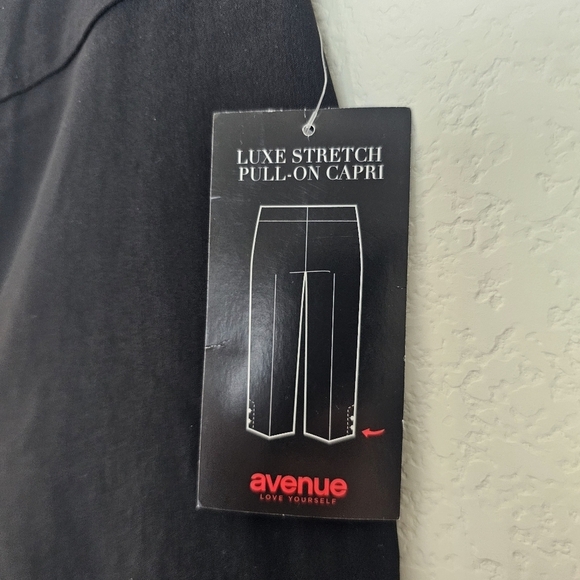 LUXE STRETCH
PULL-ON CAPRI
avenue
LOVE YOURSELF